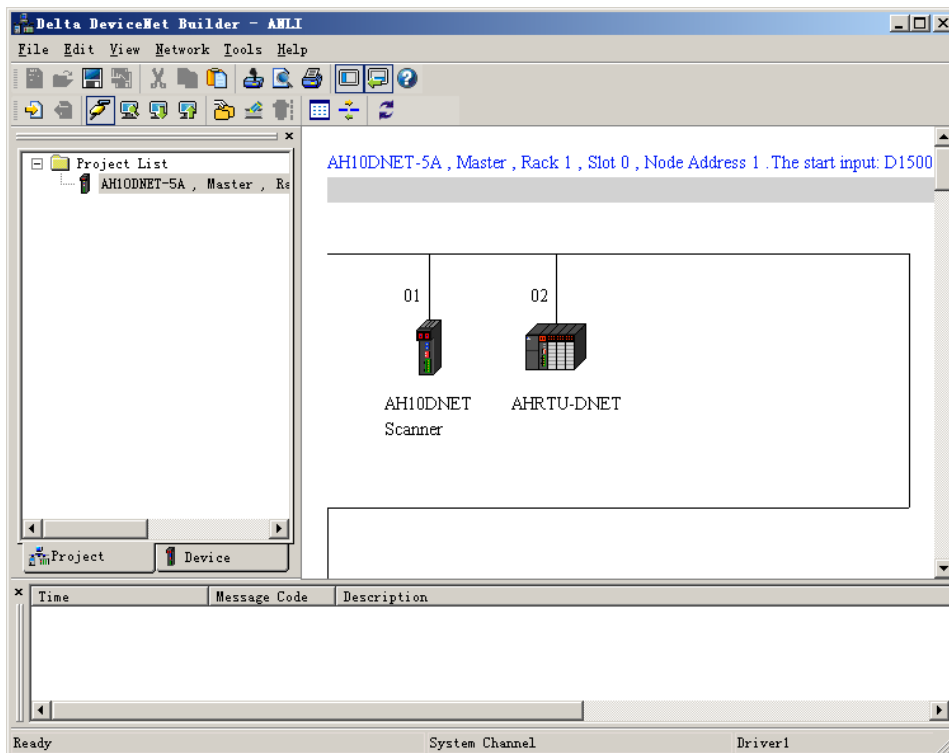 Delta DeviceNet Builder - ANLI
File Edit View Network Tools Help
Project List
AH10DNET-5A , Master , Ra
Project
Device
AH10DNET-5A , Master , Rack 1 , Slot 0 , Node Address 1 .The start input: D1500
01
02
AH10DNET
Scanner
AHRTU-DNET
Time Message Code Description
Ready System Channel Driver1